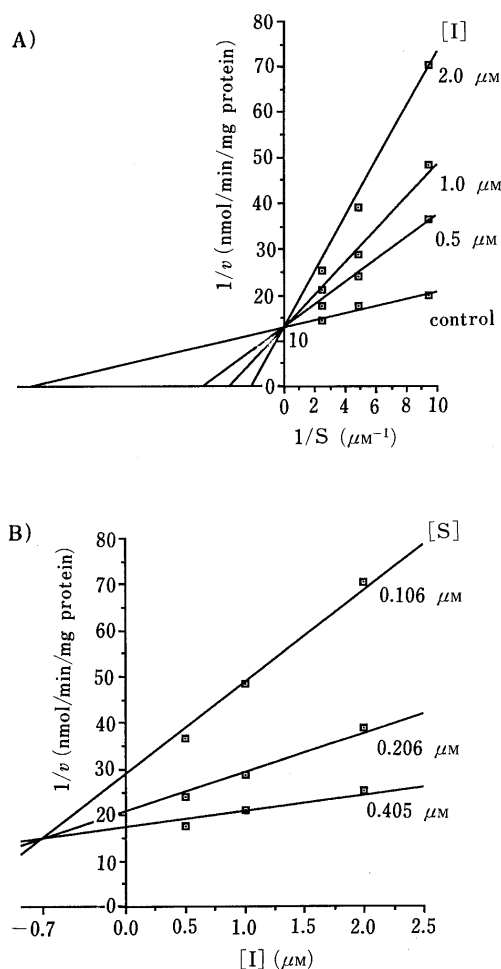 A)
[I]
80
70
60
50
40
30
20
10
0
2.0 μM
1.0 μM
0.5 μM
control
1/v (nmol/min/mg protein)
0 2 4 6 8 10
1/S (μM⁻¹)
B)
[S]
80
70
60
50
40
30
20
10
0
0.106 μM
0.206 μM
0.405 μM
1/v (nmol/min/mg protein)
−0.7 0.0 0.5 1.0 1.5 2.0 2.5
[I] (μM)